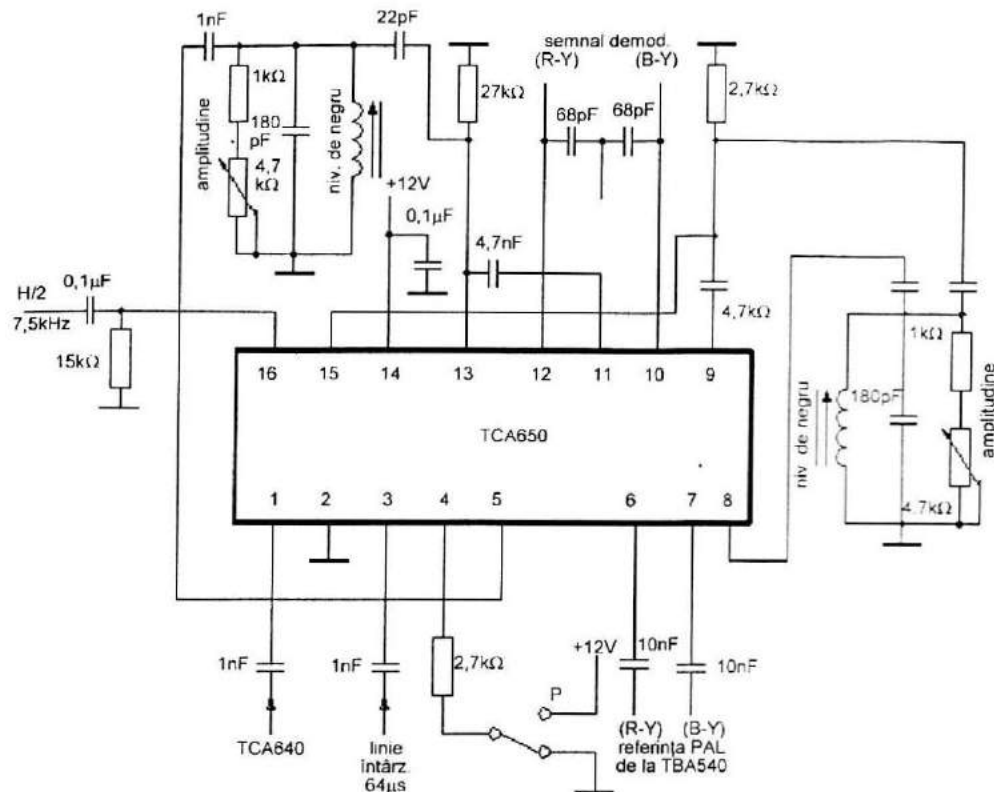 1nF
22pF
semnal demod.
(R-Y) (B-Y)
1kΩ
180
pF
4,7
kΩ
amplitudine
niv. de negru
27kΩ
68pF
68pF
2,7kΩ
+12V
0,1µF
4,7nF
H/2
0,1µF
7,5kHz
15kΩ
4,7kΩ
1kΩ
180pF
niv. de negru
amplitudine
4,7kΩ
16 15 14 13 12 11 10 9
TCA650
1 2 3 4 5 6 7 8
1nF
1nF
2,7kΩ
+12V
10nF
10nF
P
TCA640
linie
întârz.
64µs
(R-Y) (B-Y)
referința PAL
de la TBA540